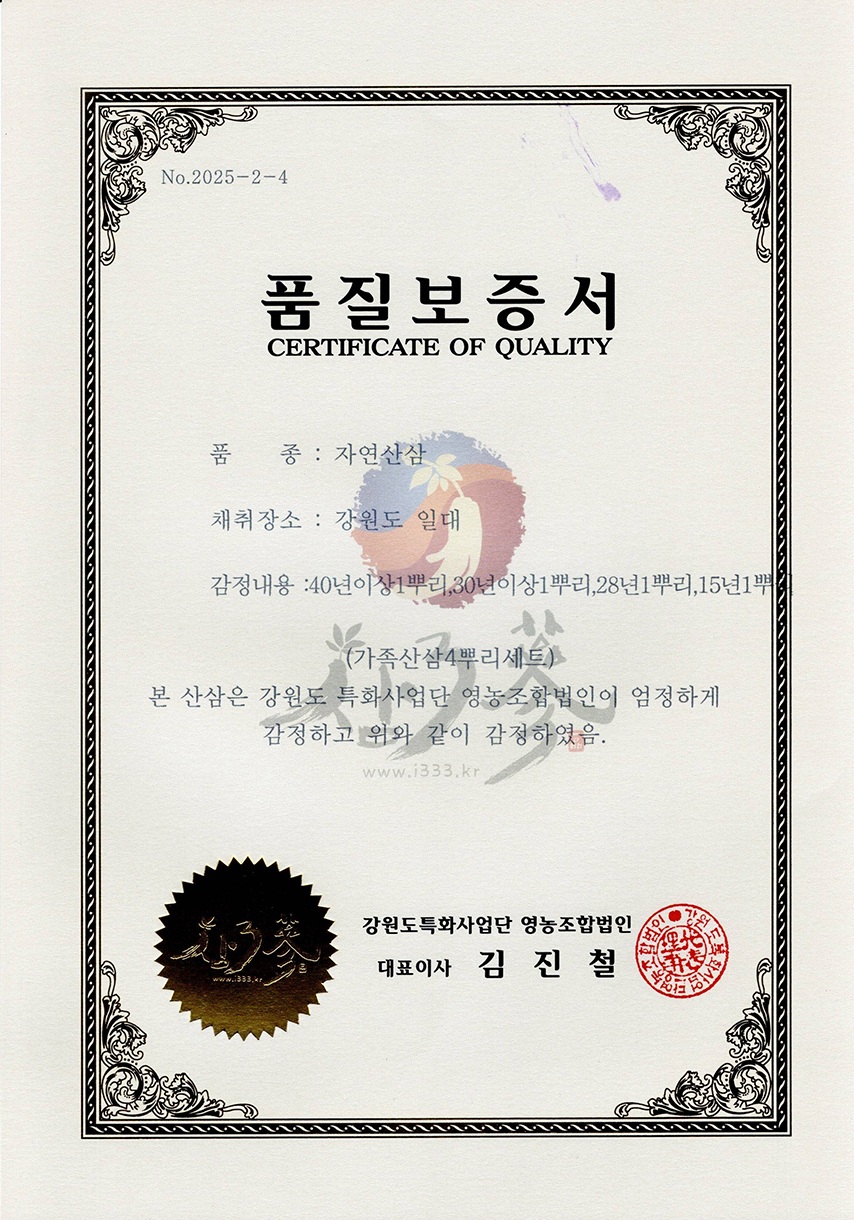 No.2025-2-4
품질보증서
CERTIFICATE OF QUALITY
품 종 : 자연산삼
채취장소 : 강원도 일대
감정내용 :40년이상1뿌리,30년이상1뿌리,28년1뿌리,15년1뿌리
(가족산삼4뿌리세트)
본 산삼은 강원도 특화사업단 영농조합법인이 엄정하게
감정하고 위와 같이 감정하였음.
www.i333.kr
강원도특화사업단 영농조합법인
대표이사 김 진 철
www.i333.kr